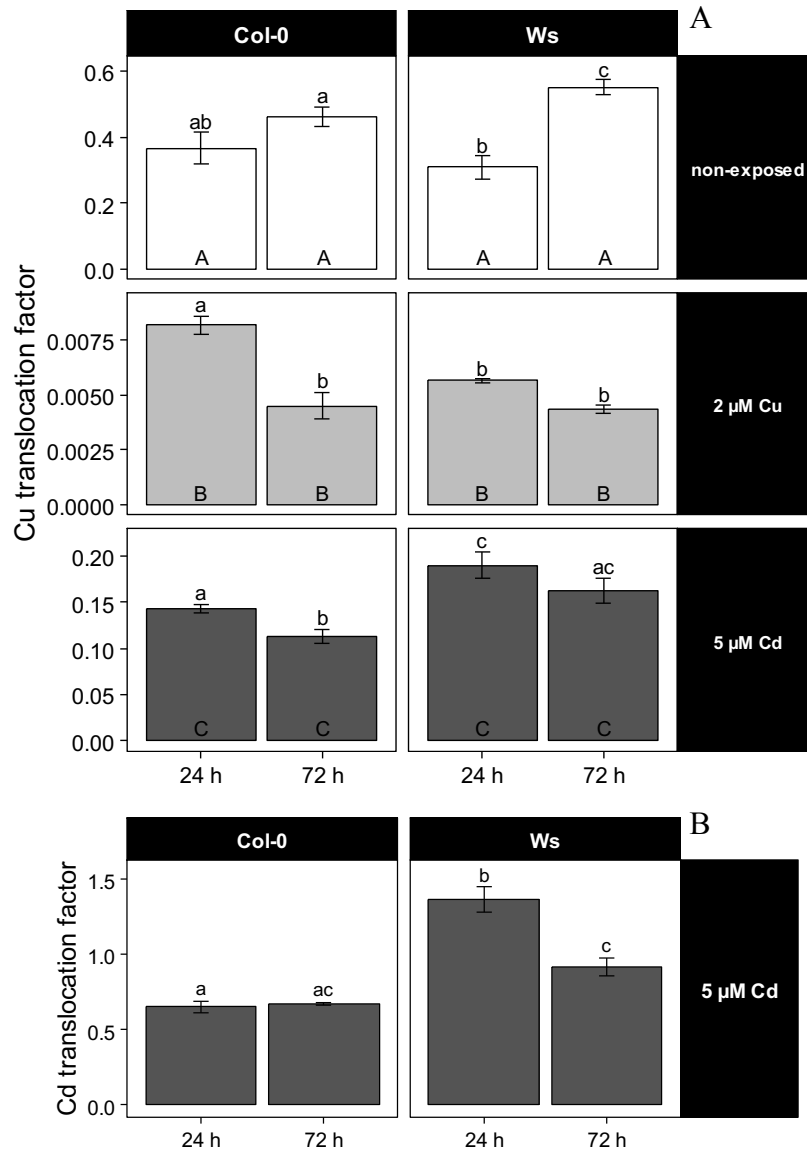 A
Col-0 Ws
Cu translocation factor
0.6
0.4
0.2
0.0
ab a
b c
A A
A A
non-exposed
0.0075
0.0050
0.0025
0.0000
a b
b b
B B
B B
2 µM Cu
0.20
0.15
0.10
0.05
0.00
a b
c ac
C C
C C
5 µM Cd
24 h 72 h 24 h 72 h
B
Col-0 Ws
Cd translocation factor
1.5
1.0
0.5
0.0
a ac
b c
5 µM Cd
24 h 72 h 24 h 72 h